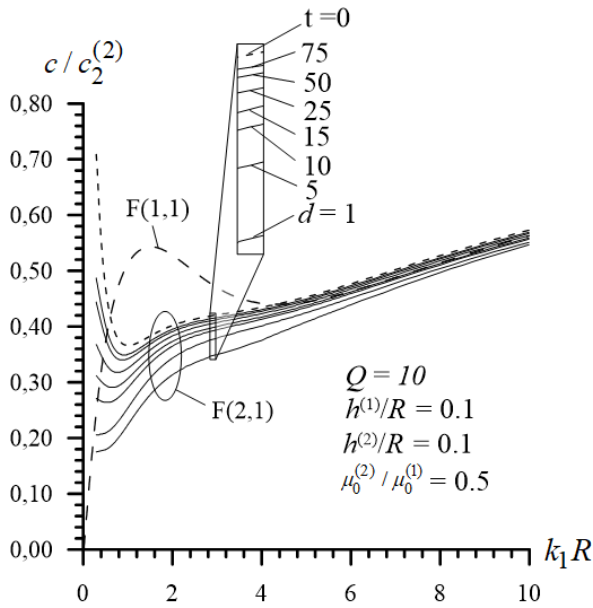 t =0
75
50
25
15
10
5
d = 1
c / c₂⁽²⁾
0,80
0,70
0,60
0,50
0,40
0,30
0,20
0,10
0,00
F(1,1)
F(2,1)
Q = 10
h⁽¹⁾/R = 0.1
h⁽²⁾/R = 0.1
μ₀⁽²⁾ / μ₀⁽¹⁾ = 0.5
0 2 4 6 8 10
k₁R